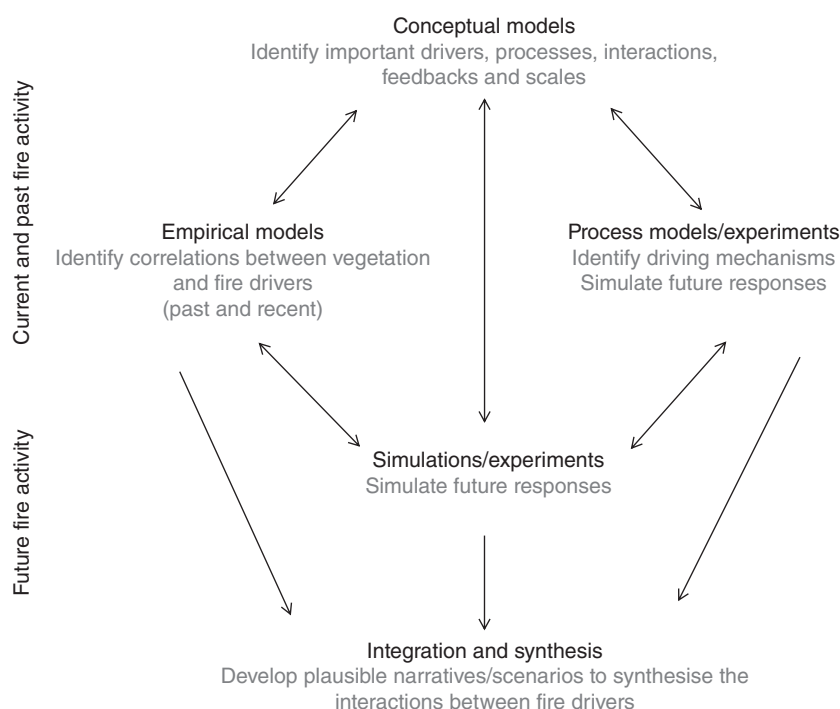 Conceptual models
Identify important drivers, processes, interactions,
feedbacks and scales
Current and past fire activity
Empirical models
Identify correlations between vegetation
and fire drivers
(past and recent)
Process models/experiments
Identify driving mechanisms
Simulate future responses
Future fire activity
Simulations/experiments
Simulate future responses
Integration and synthesis
Develop plausible narratives/scenarios to synthesise the
interactions between fire drivers